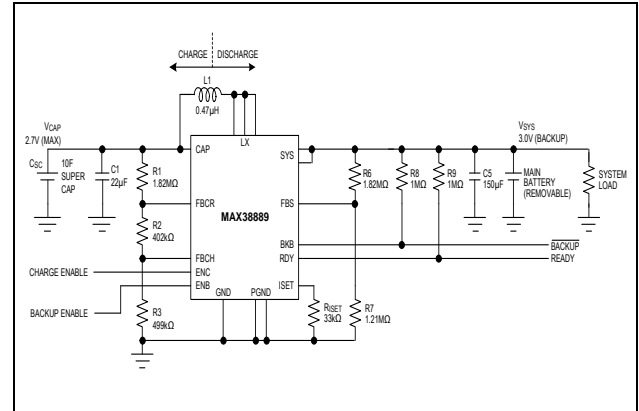 CHARGE DISCHARGE
L1
0.47µH
VCAP
2.7V (MAX)
VSYS
3.0V (BACKUP)
CAP
LX
SYS
CSC
10F
SUPER
CAP
C1
22µF
R1
1.82MΩ
R6
1.82MΩ
R8
1MΩ
R9
1MΩ
C5
150µF
MAIN
BATTERY
(REMOVABLE)
SYSTEM
LOAD
FBCR
FBS
MAX38889
R2
402kΩ
BKB
BACKUP
RDY
READY
FBCH
CHARGE ENABLE
ENC
ISET
ENB
BACKUP ENABLE
GND
PGND
R3
499kΩ
RISET
33kΩ
R7
1.21MΩ